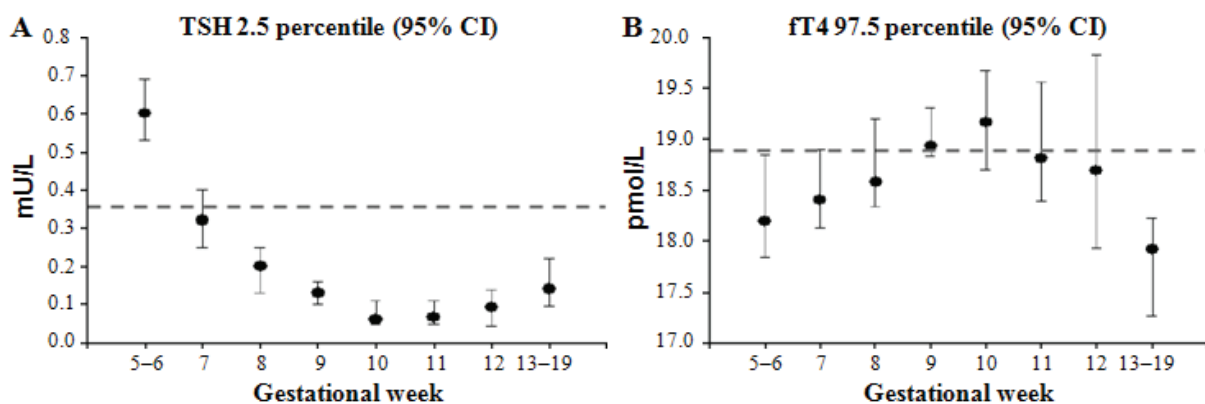 A TSH 2.5 percentile (95% CI)
mU/L
0.8
0.7
0.6
0.5
0.4
0.3
0.2
0.1
0.0
5–6 7 8 9 10 11 12 13–19
Gestational week
B fT4 97.5 percentile (95% CI)
pmol/L
20.0
19.5
19.0
18.5
18.0
17.5
17.0
5–6 7 8 9 10 11 12 13–19
Gestational week